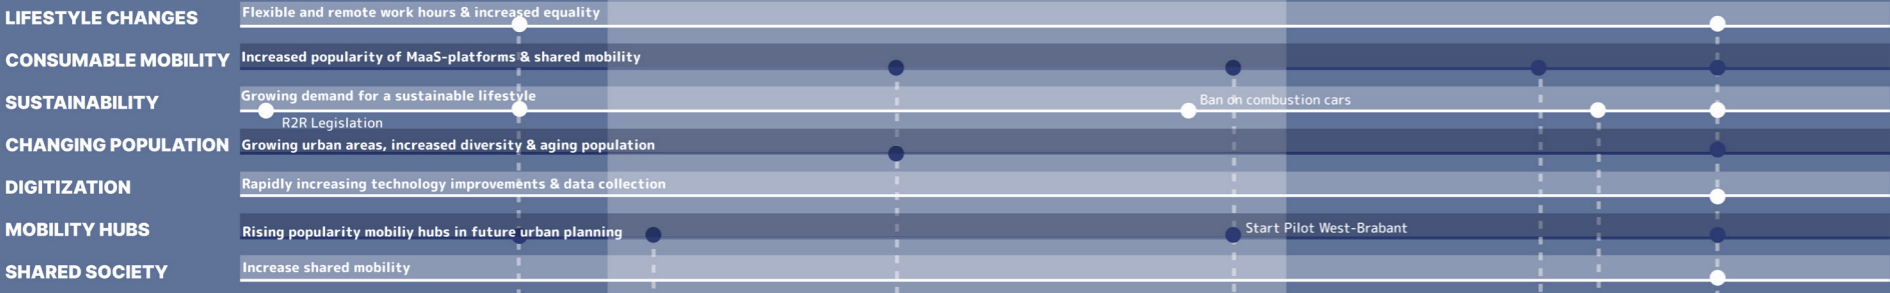 LIFESTYLE CHANGES
Flexible and remote work hours & increased equality
CONSUMABLE MOBILITY
Increased popularity of MaaS-platforms & shared mobility
SUSTAINABILITY
Growing demand for a sustainable lifestyle
Ban on combustion cars
R2R Legislation
CHANGING POPULATION
Growing urban areas, increased diversity & aging population
DIGITIZATION
Rapidly increasing technology improvements & data collection
MOBILITY HUBS
Rising popularity mobiliy hubs in future urban planning
Start Pilot West-Brabant
SHARED SOCIETY
Increase shared mobility